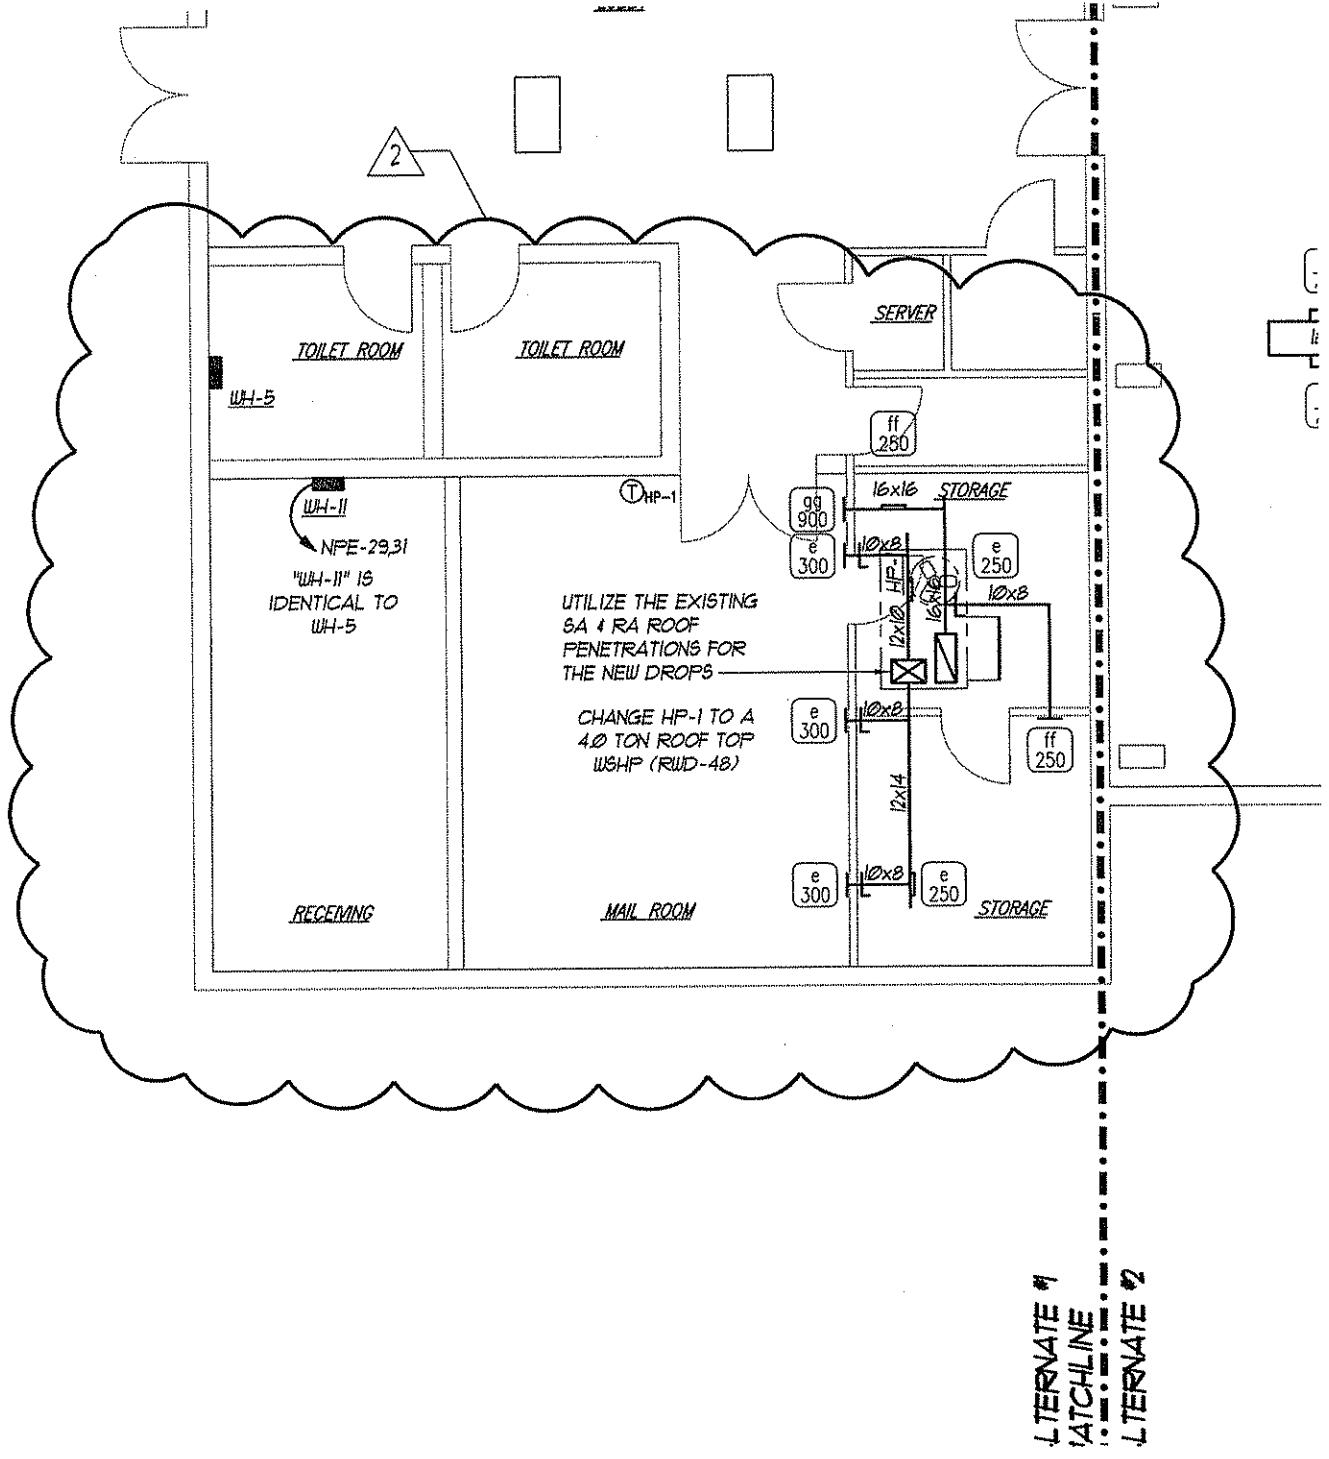 2
SERVER
TOILET ROOM
TOILET ROOM
WH-5
ff
250
WH-11
T HP-1
gg
900
16x16
STORAGE
NPE-29,31
e
300
10x8
HP-
e
250
"WH-11" IS
IDENTICAL TO
WH-5
UTILIZE THE EXISTING
SA & RA ROOF
PENETRATIONS FOR
THE NEW DROPS
12x10
16x16
10x8
CHANGE HP-1 TO A
4.0 TON ROOF TOP
WSHP (RWD-48)
e
300
10x8
ff
250
12x14
e
300
10x8
e
250
RECEIVING
MAIL ROOM
STORAGE
LTERNATE #1
ATCHLINE
LTERNATE #2